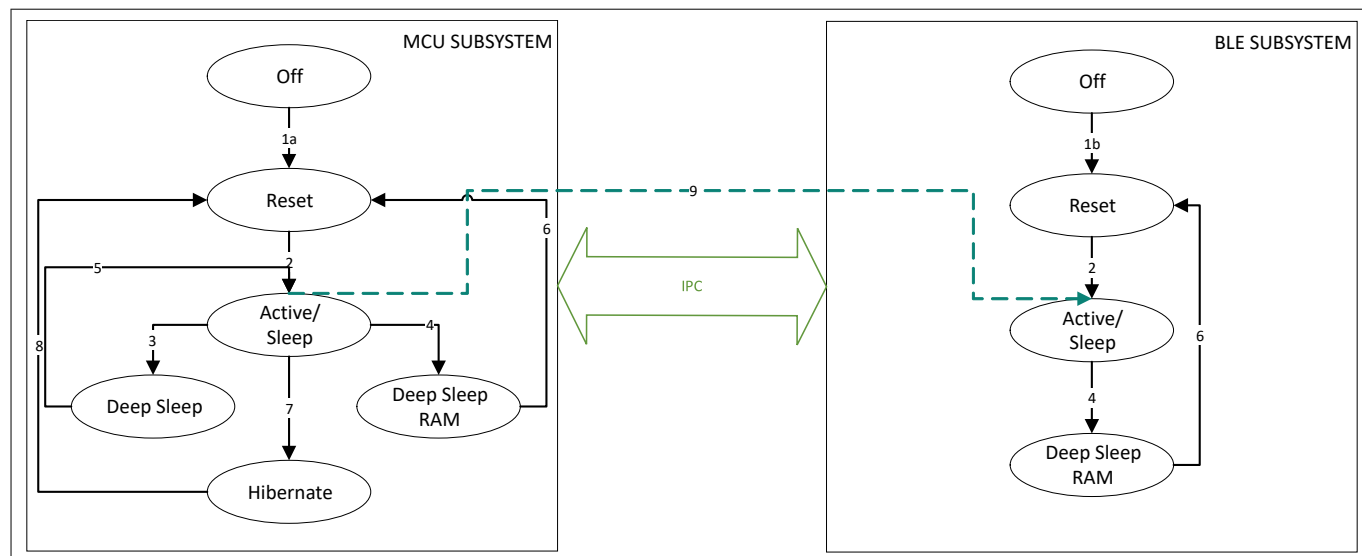 MCU SUBSYSTEM
Off
1a
Reset
2
5
6
Active/
Sleep
3
4
8
Deep Sleep
7
Deep Sleep
RAM
Hibernate
9
IPC
BLE SUBSYSTEM
Off
1b
Reset
2
Active/
Sleep
6
4
Deep Sleep
RAM